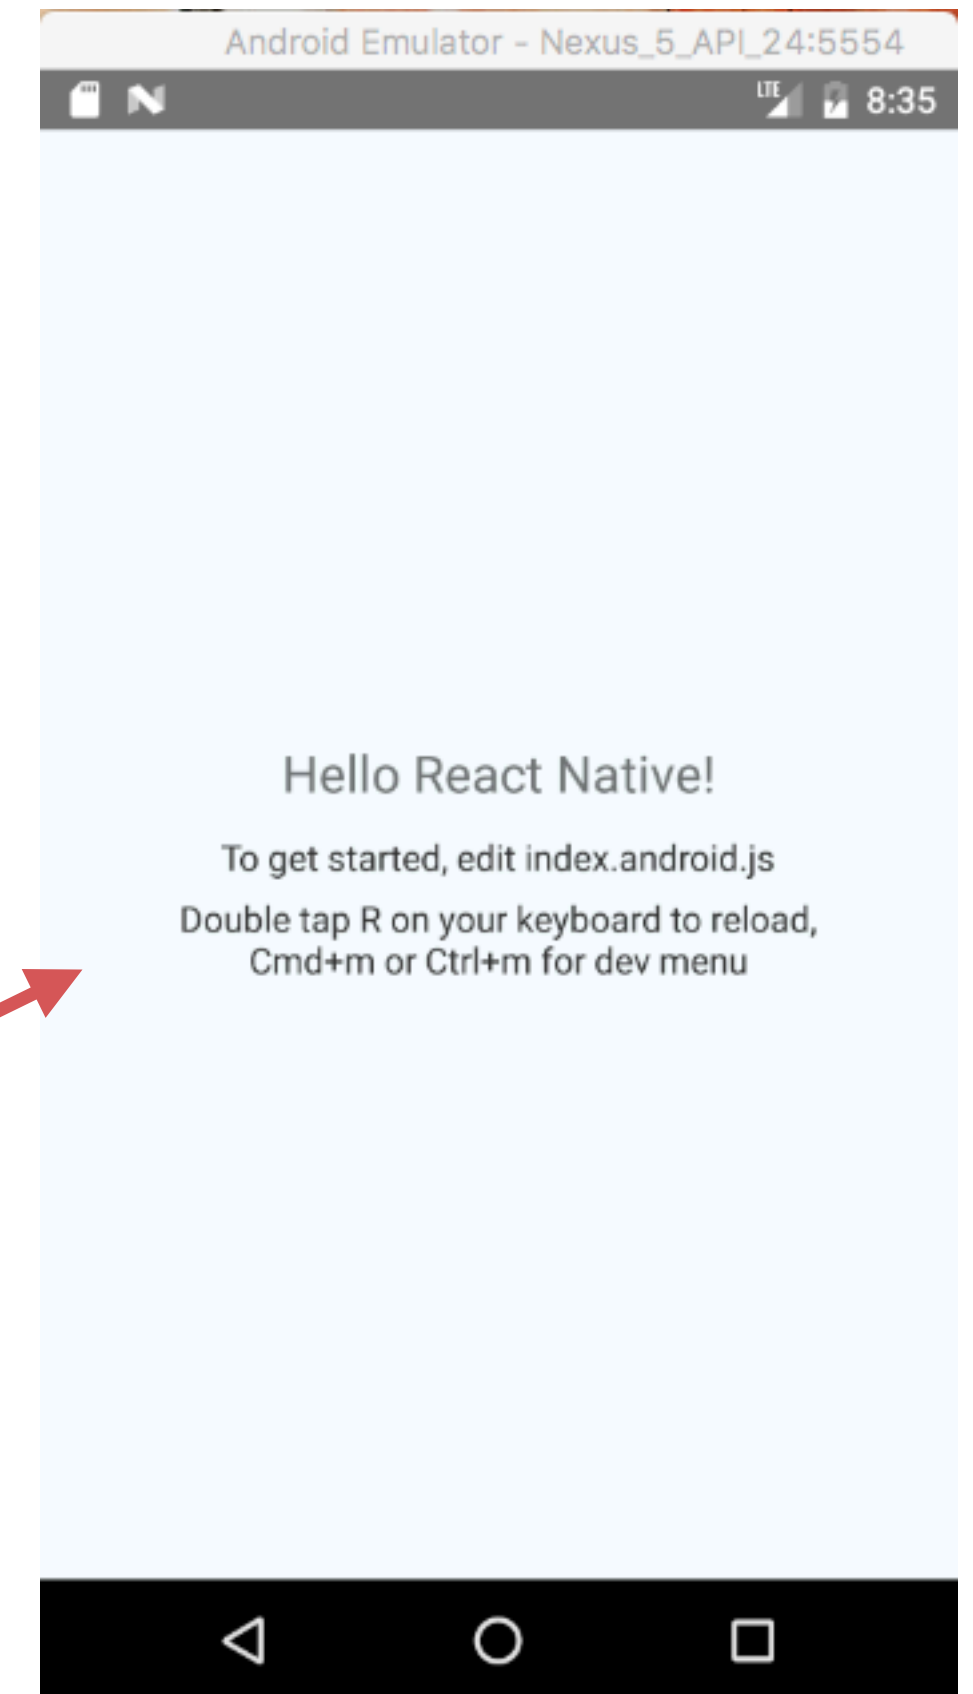 Android Emulator - Nexus_5_API_24:5554
LTE 8:35
Hello React Native!
To get started, edit index.android.js
Double tap R on your keyboard to reload,
Cmd+m or Ctrl+m for dev menu